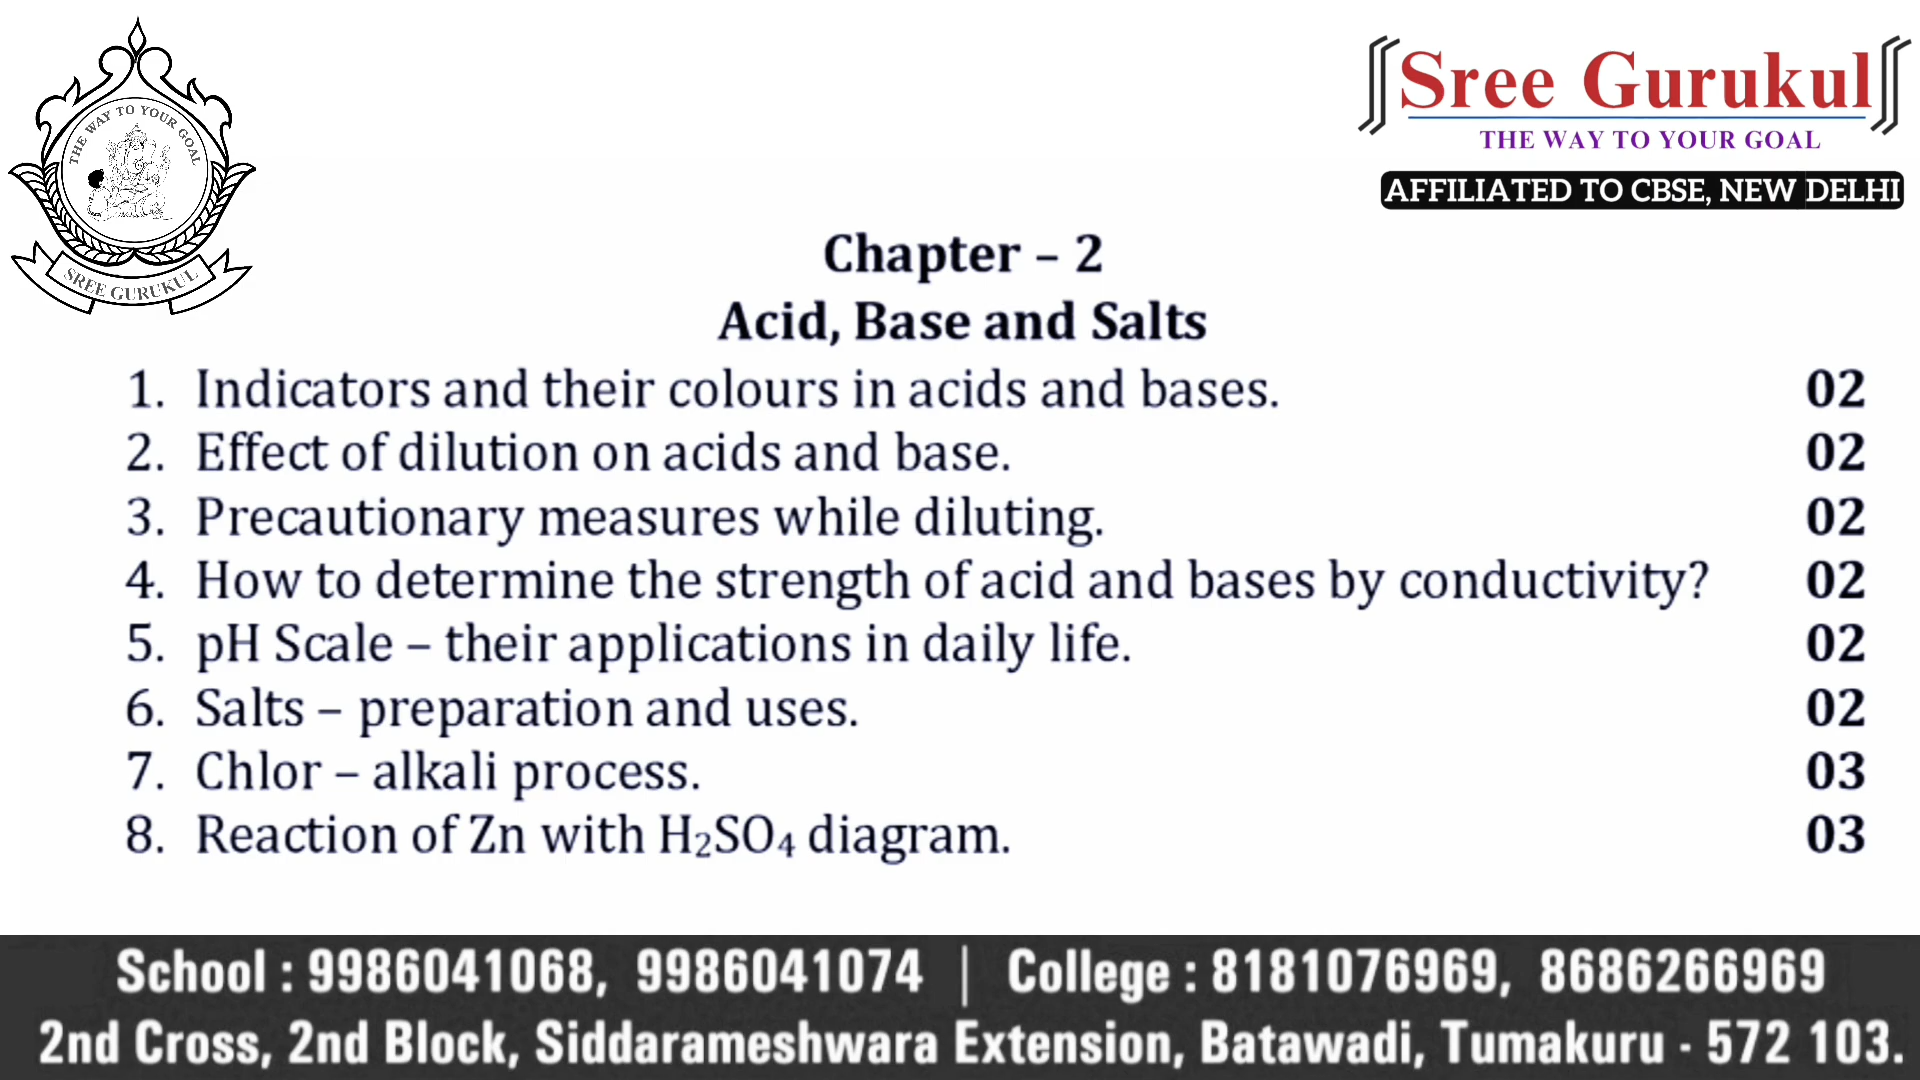 THE WAY TO YOUR GOAL
SREE GURUKUL
Sree Gurukul
THE WAY TO YOUR GOAL
AFFILIATED TO CBSE, NEW DELHI
Chapter – 2
Acid, Base and Salts
1. Indicators and their colours in acids and bases. 02
2. Effect of dilution on acids and base. 02
3. Precautionary measures while diluting. 02
4. How to determine the strength of acid and bases by conductivity? 02
5. pH Scale – their applications in daily life. 02
6. Salts – preparation and uses. 02
7. Chlor – alkali process. 03
8. Reaction of Zn with H₂SO₄ diagram. 03
School : 9986041068, 9986041074 | College : 8181076969, 8686266969
2nd Cross, 2nd Block, Siddarameshwara Extension, Batawadi, Tumakuru - 572 103.